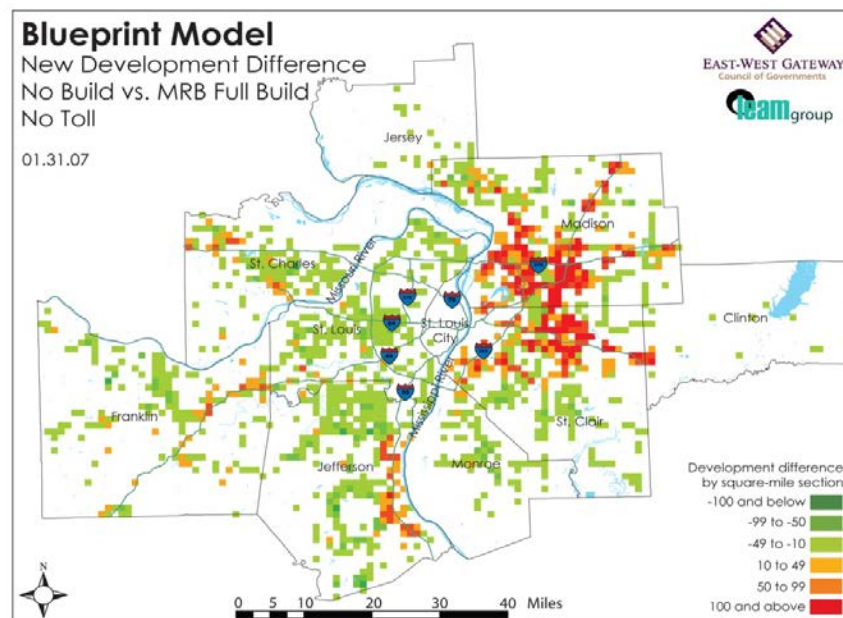 Blueprint Model
New Development Difference
No Build vs. MRB Full Build
No Toll
01.31.07
EAST-WEST GATEWAY
Council of Governments
team group
Jersey
Madison
St. Charles
Missouri River
St. Louis
St. Louis
City
Clinton
Mississippi River
Franklin
St. Clair
Jefferson
Monroe
Development difference
by square-mile section
-100 and below
-99 to -50
-49 to -10
10 to 49
50 to 99
100 and above
N
0 5 10 20 30 40 Miles